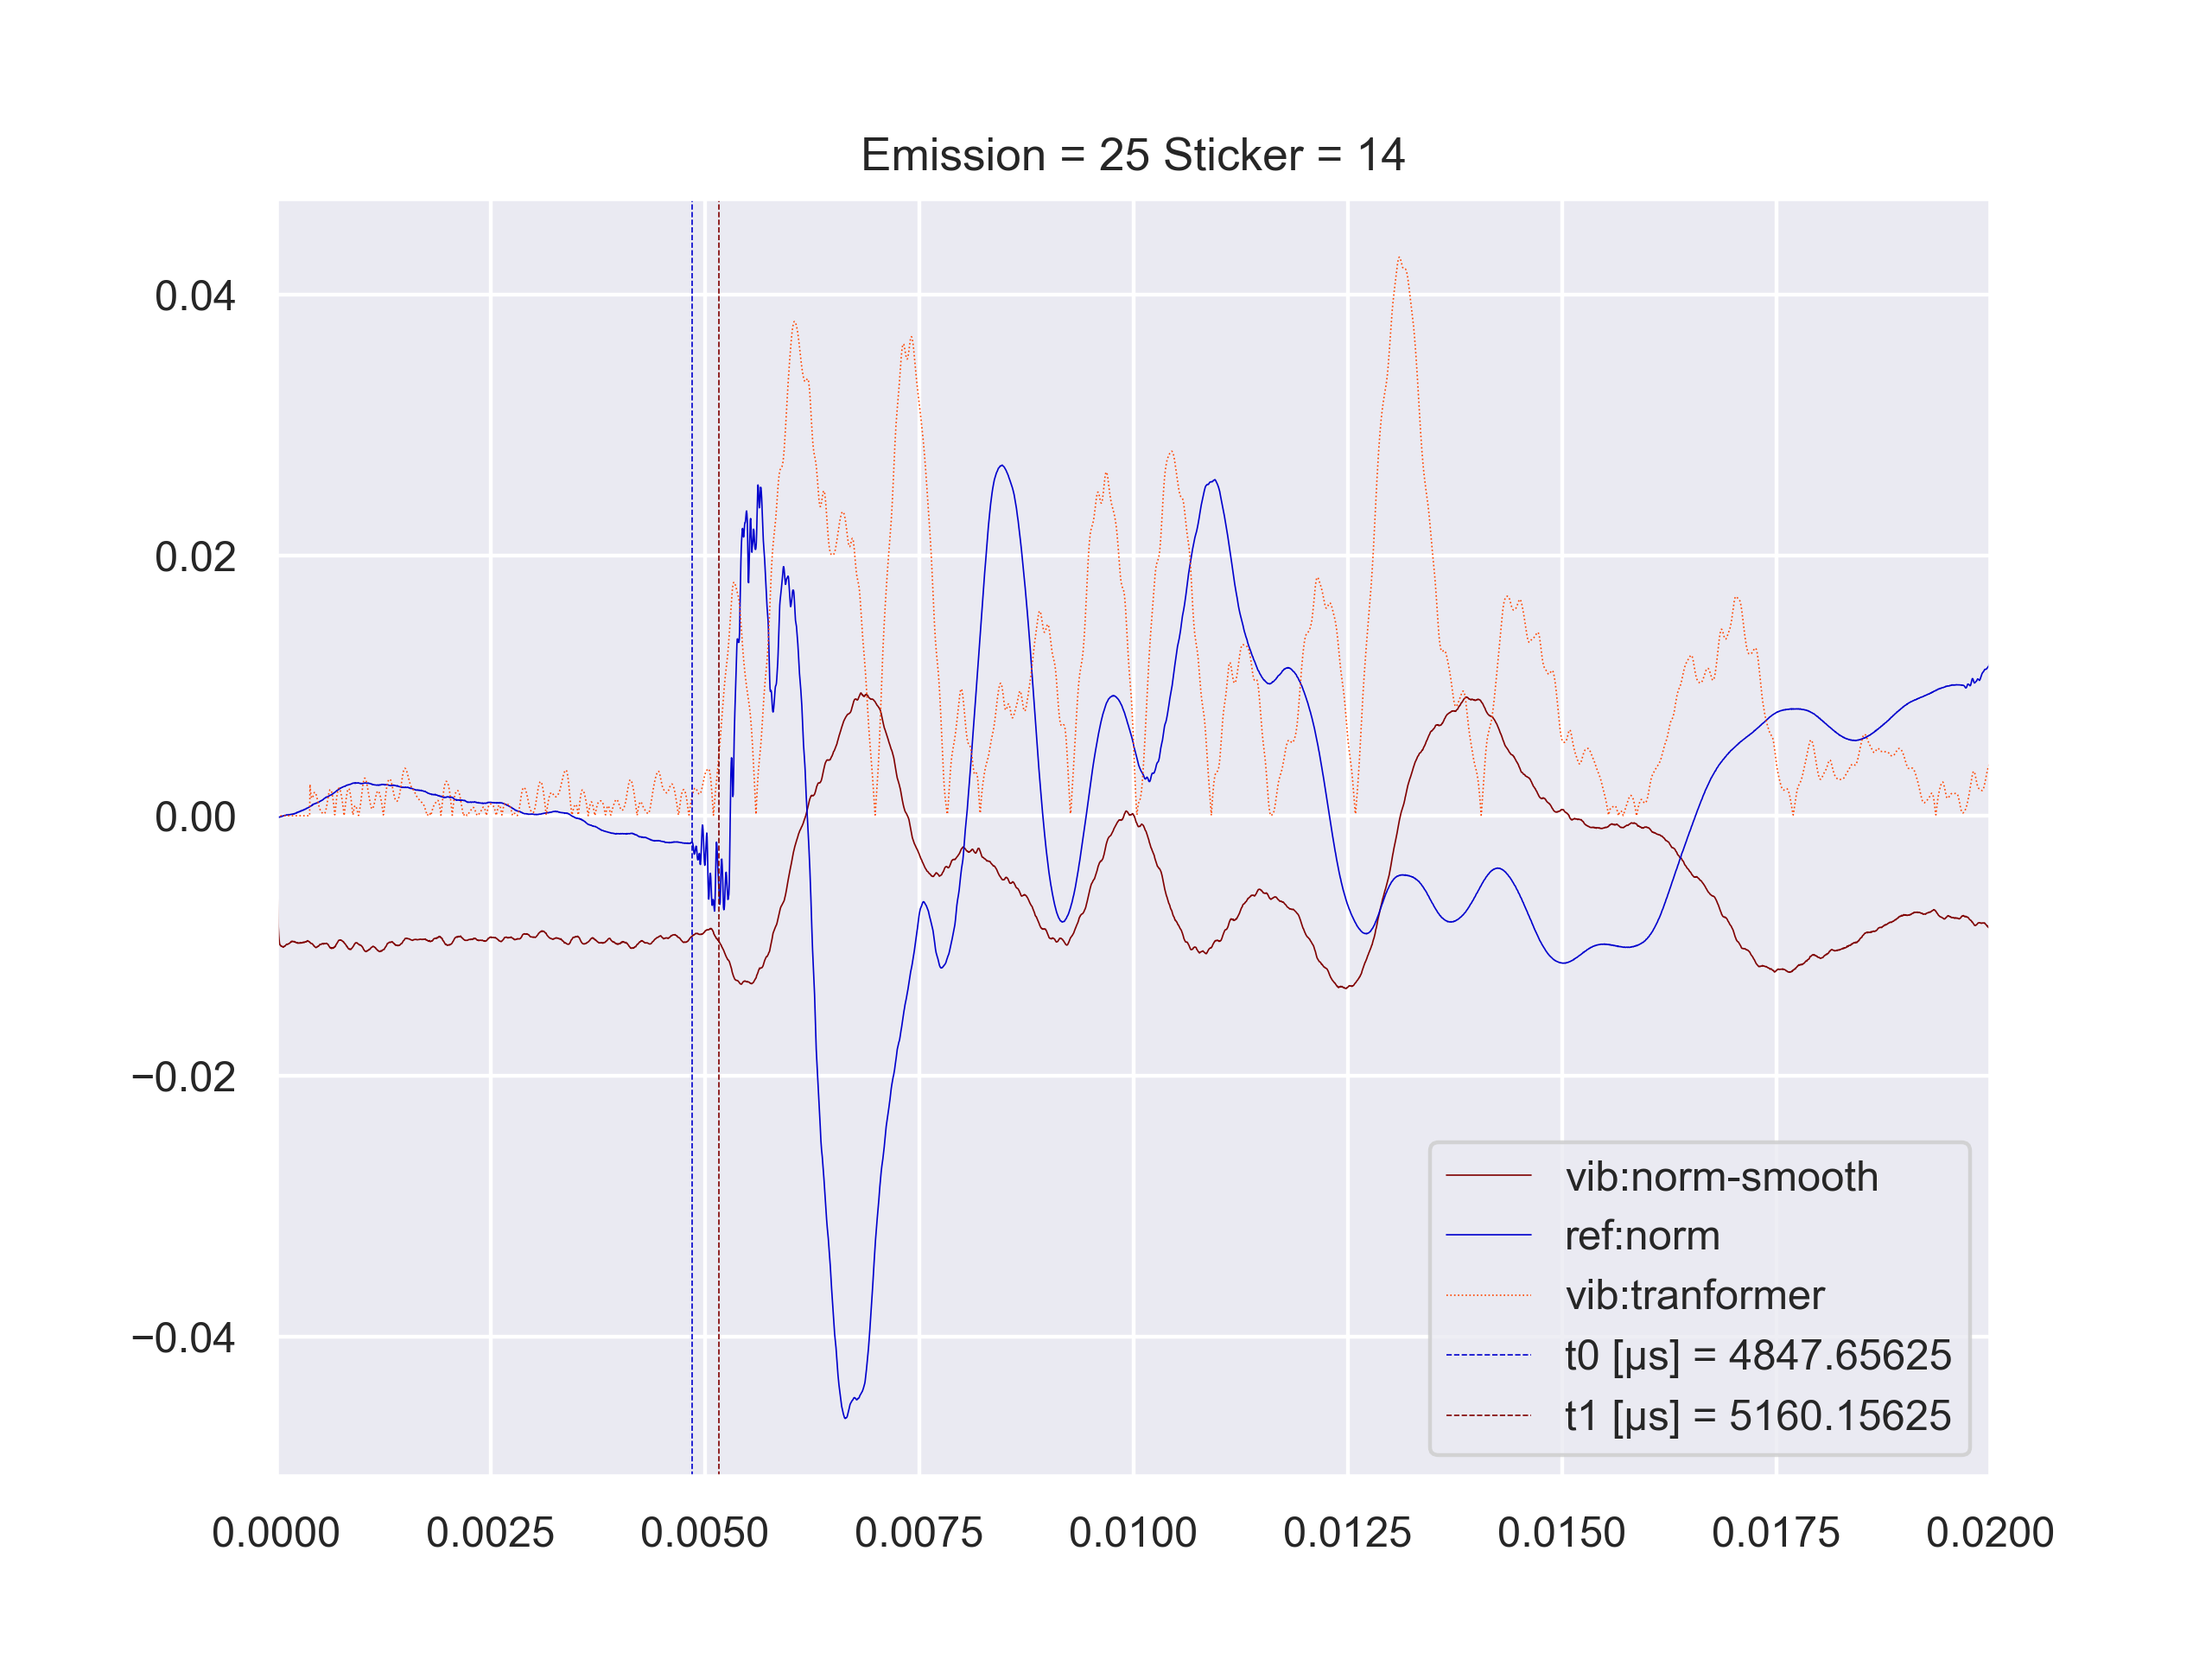 Emission = 25 Sticker = 14
0.04
0.02
0.00
−0.02
−0.04
vib:norm-smooth
ref:norm
vib:tranformer
t0 [µs] = 4847.65625
t1 [µs] = 5160.15625
0.0000 0.0025 0.0050 0.0075 0.0100 0.0125 0.0150 0.0175 0.0200